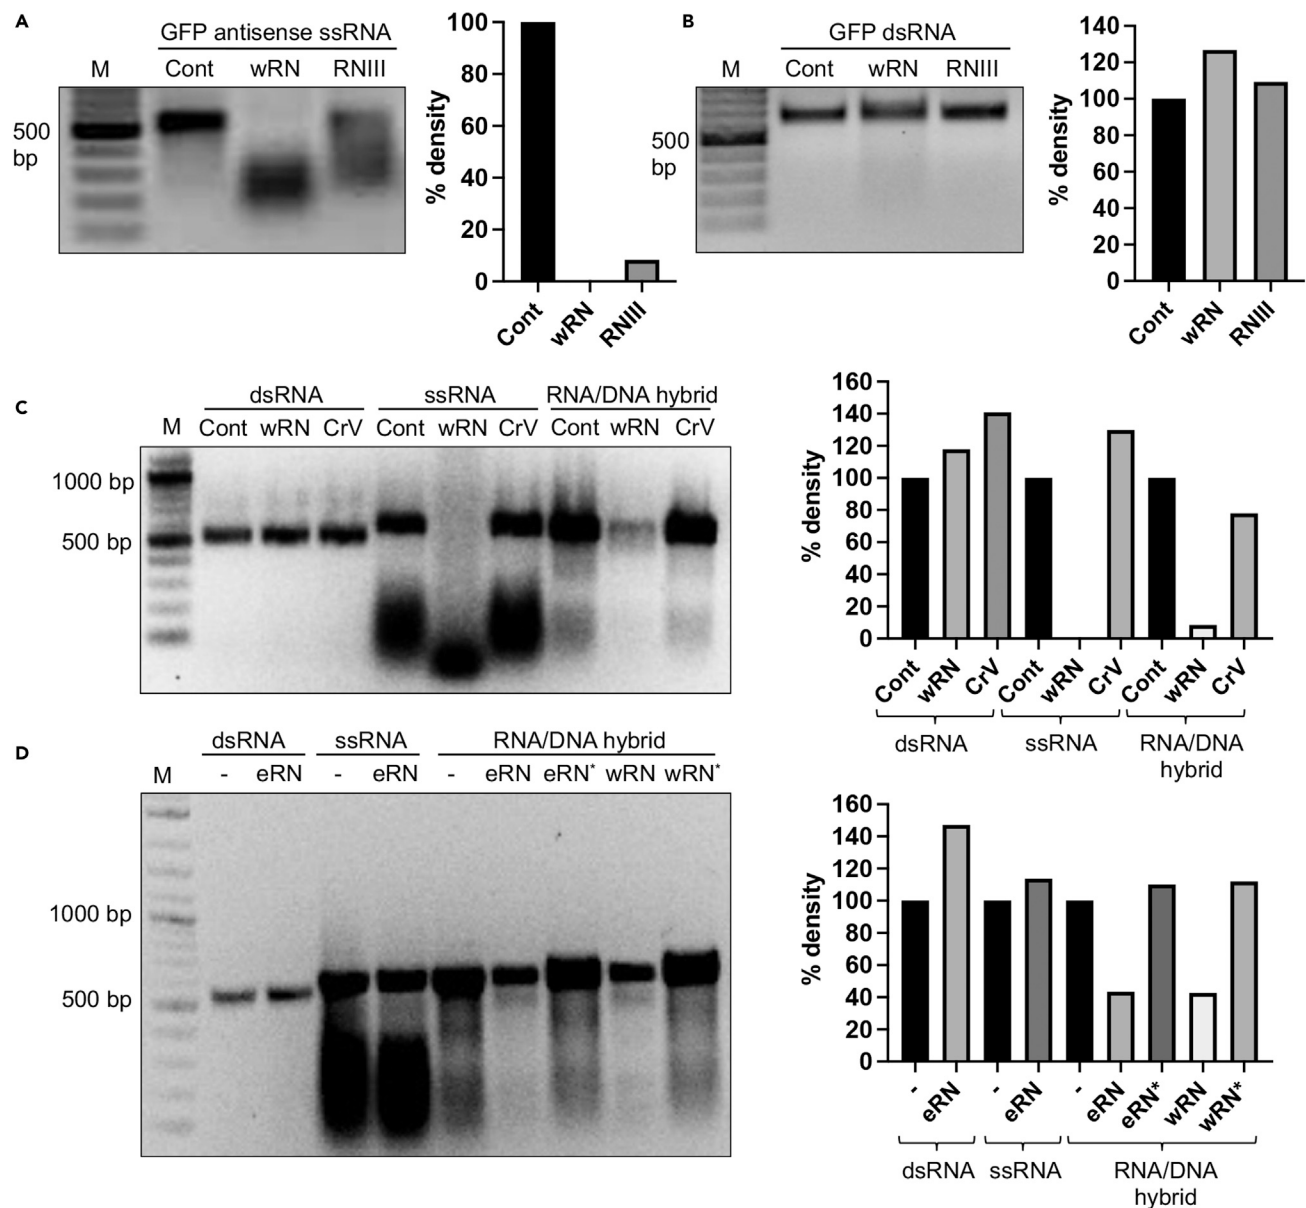 A
GFP antisense ssRNA
M Cont wRN RNIII
500
bp
% density
100
80
60
40
20
0
Cont wRN RNIII
B
GFP dsRNA
M Cont wRN RNIII
500
bp
% density
140
120
100
80
60
40
20
0
Cont wRN RNIII
C
dsRNA ssRNA RNA/DNA hybrid
M Cont wRN CrV Cont wRN CrV Cont wRN CrV
1000 bp
500 bp
% density
160
140
120
100
80
60
40
20
0
Cont wRN CrV Cont wRN CrV Cont wRN CrV
dsRNA ssRNA RNA/DNA
hybrid
D
dsRNA ssRNA RNA/DNA hybrid
M - eRN - eRN - eRN* eRN wRN wRN*
1000 bp
500 bp
% density
160
140
120
100
80
60
40
20
0
- eRN - eRN - eRN eRN* wRN wRN*
dsRNA ssRNA RNA/DNA
hybrid